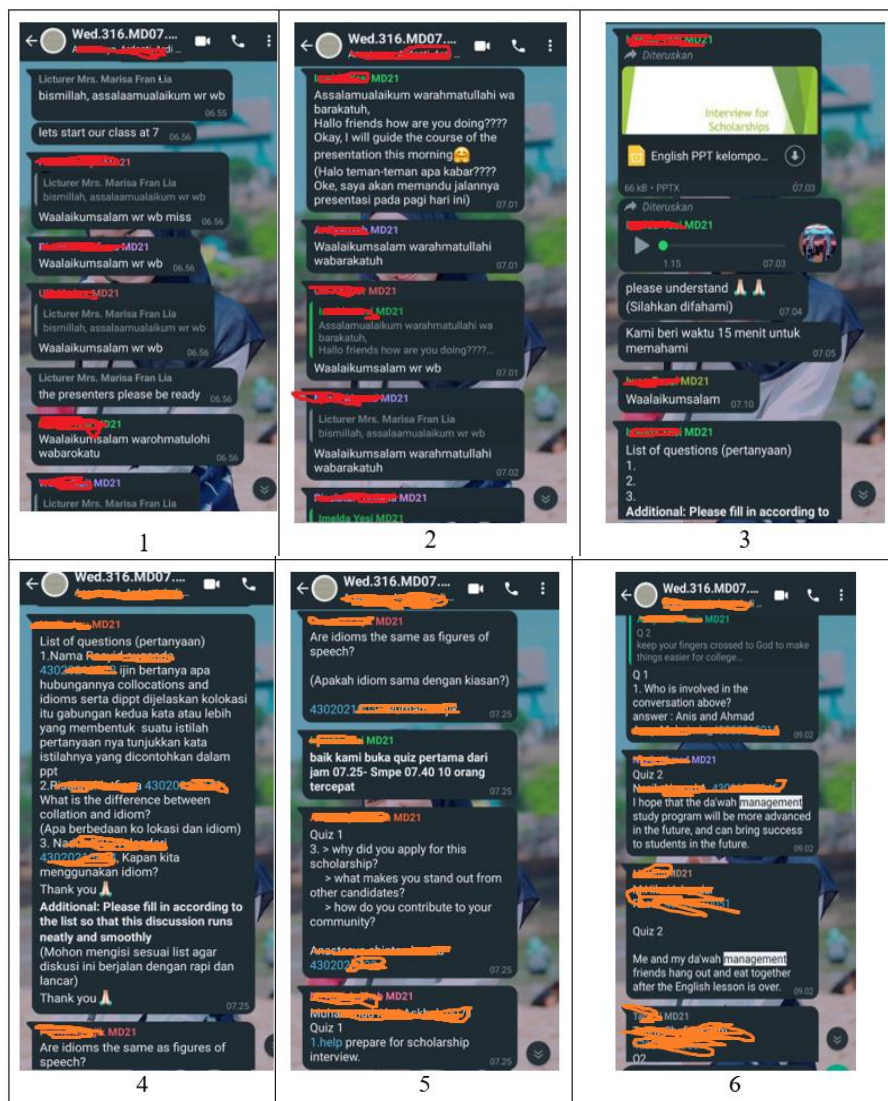 Wed.316.MD07....
Licturer Mrs. Marisa Fran Lia
bismillah, assalaamualaikum wr wb
06.55
lets start our class at 7 06.56
Licturer Mrs. Marisa Fran Lia
bismillah, assalaamualaikum wr wb
Waalaikumsalam wr wb miss 06.56
MD21
Waalaikumsalam wr wb 06.56
MD21
Licturer Mrs. Marisa Fran Lia
bismillah, assalaamualaikum wr wb
Waalaikumsalam wr wb 06.56
Licturer Mrs. Marisa Fran Lia
the presenters please be ready 06.56
Waalaikumsalam warohmatulohi
wabarokatu 06.56
MD21
Licturer Mrs. Marisa Fran Lia
1
Wed.316.MD07....
MD21
Assalamualaikum warahmatullahi wa
barakatuh,
Hallo friends how are you doing????
Okay, I will guide the course of the
presentation this morning🤗
(Halo teman-teman apa kabar????
Oke, saya akan memandu jalannya
presentasi pada pagi hari ini) 07.01
Waalaikumsalam warahmatullahi
wabarakatuh 07.01
MD21
Assalamualaikum warahmatullahi wa
barakatuh,
Hallo friends how are you doing????...
Waalaikumsalam wr wb 07.01
MD21
Licturer Mrs. Marisa Fran Lia
bismillah, assalaamualaikum wr wb
Waalaikumsalam warahmatullahi
wabarakatuh 07.02
MD21
Imelda Yesi MD21
2
MD21
Diteruskan
Interview for
Scholarships
English PPT kelompo...
66 kB • PPTX 07.03
Diteruskan
MD21
1.15 07.03
please understand 🙏🏻 🙏🏻
(Silahkan difahami) 07.04
Kami beri waktu 15 menit untuk
memahami 07.05
MD21
Waalaikumsalam 07.10
MD21
List of questions (pertanyaan)
1.
2.
3.
Additional: Please fill in according to
3
Wed.316.MD07....
MD21
List of questions (pertanyaan)
1.Nama
ijin bertanya apa
hubungannya collocations and
idioms serta dippt dijelaskan kolokasi
itu gabungan kedua kata atau lebih
yang membentuk suatu istilah
pertanyaan nya tunjukkan kata
istilahnya yang dicontohkan dalam
ppt
2.
What is the difference between
collation and idiom?
(Apa berbedaan ko lokasi dan idiom)
3.
Kapan kita
menggunakan idiom?
Thank you 🙏🏻
Additional: Please fill in according to
the list so that this discussion runs
neatly and smoothly
(Mohon mengisi sesuai list agar
diskusi ini berjalan dengan rapi dan
lancar)
Thank you 🙏🏻 07.25
MD21
Are idioms the same as figures of
speech?
4
Wed.316.MD07....
MD21
Are idioms the same as figures of
speech?
(Apakah idiom sama dengan kiasan?)
4302021 07.25
MD21
baik kami buka quiz pertama dari
jam 07.25- Smpe 07.40 10 orang
tercepat 07.25
MD21
Quiz 1
3. > why did you apply for this
scholarship?
> what makes you stand out from
other candidates?
> how do you contribute to your
community?
430202 07.25
MD21
Quiz 1
1.help prepare for scholarship
interview. 07.25
5
Wed.316.MD07....
MD21
Q 2
keep your fingers crossed to God to make
things easier for college...
Q 1
1. Who is involved in the
conversation above?
answer : Anis and Ahmad
09.02
MD21
Quiz 2
I hope that the da'wah management
study program will be more advanced
in the future, and can bring success
to students in the future. 09.02
MD21
Quiz 2
Me and my da'wah management
friends hang out and eat together
after the English lesson is over. 09.02
MD21
Q2
6